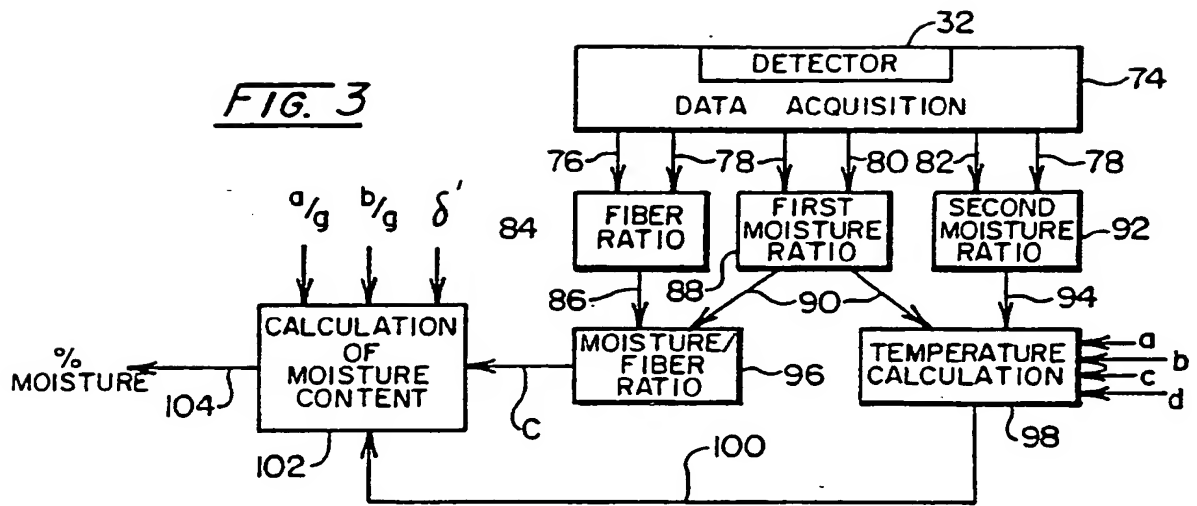 FIG. 3
32
DETECTOR
DATA ACQUISITION
74
76
78
80
82
78
a/g
b/g
δ'
84
FIBER
RATIO
FIRST
MOISTURE
RATIO
SECOND
MOISTURE
RATIO
92
86
88
90
94
CALCULATION
OF
MOISTURE
CONTENT
MOISTURE/
FIBER
RATIO
96
TEMPERATURE
CALCULATION
a
b
c
d
%
MOISTURE
104
C
98
102
100